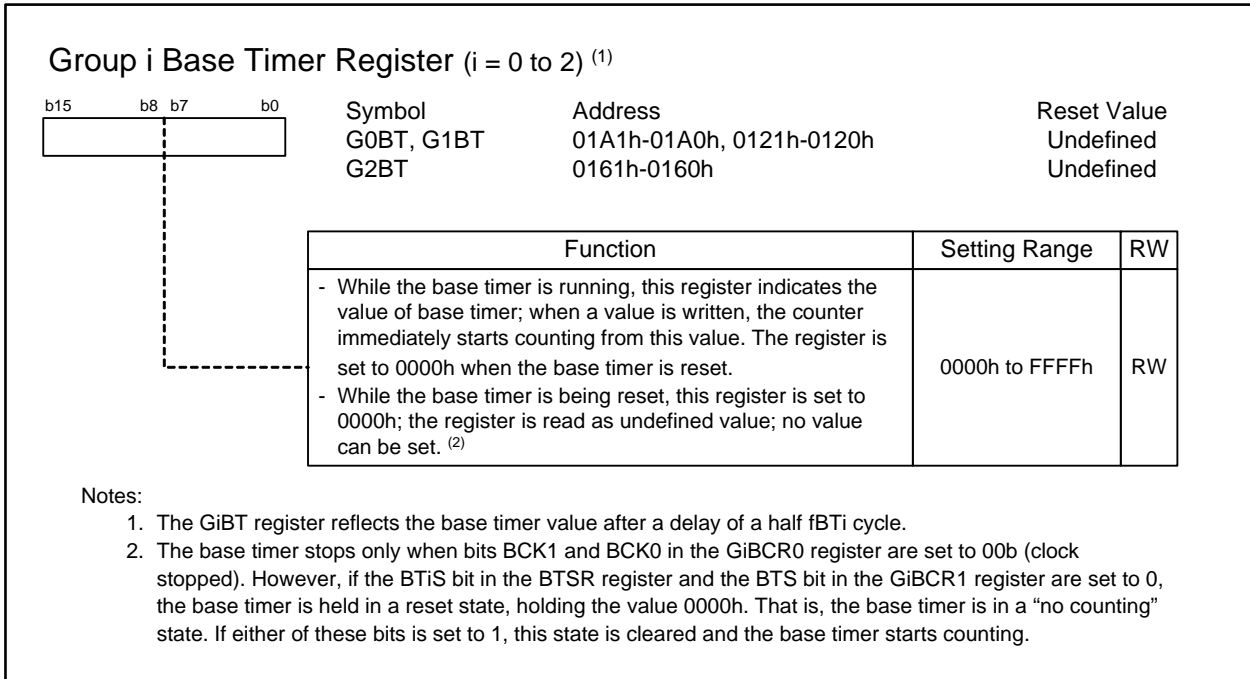 Group i Base Timer Register (i = 0 to 2) (1)
b15 b8 b7 b0
Symbol Address Reset Value
G0BT, G1BT 01A1h-01A0h, 0121h-0120h Undefined
G2BT 0161h-0160h Undefined
Function Setting Range RW
- While the base timer is running, this register indicates the
value of base timer; when a value is written, the counter
immediately starts counting from this value. The register is
set to 0000h when the base timer is reset.
- While the base timer is being reset, this register is set to
0000h; the register is read as undefined value; no value
can be set. (2)
0000h to FFFFh RW
Notes:
1. The GiBT register reflects the base timer value after a delay of a half fBTi cycle.
2. The base timer stops only when bits BCK1 and BCK0 in the GiBCR0 register are set to 00b (clock
stopped). However, if the BTiS bit in the BTSR register and the BTS bit in the GiBCR1 register are set to 0,
the base timer is held in a reset state, holding the value 0000h. That is, the base timer is in a “no counting”
state. If either of these bits is set to 1, this state is cleared and the base timer starts counting.